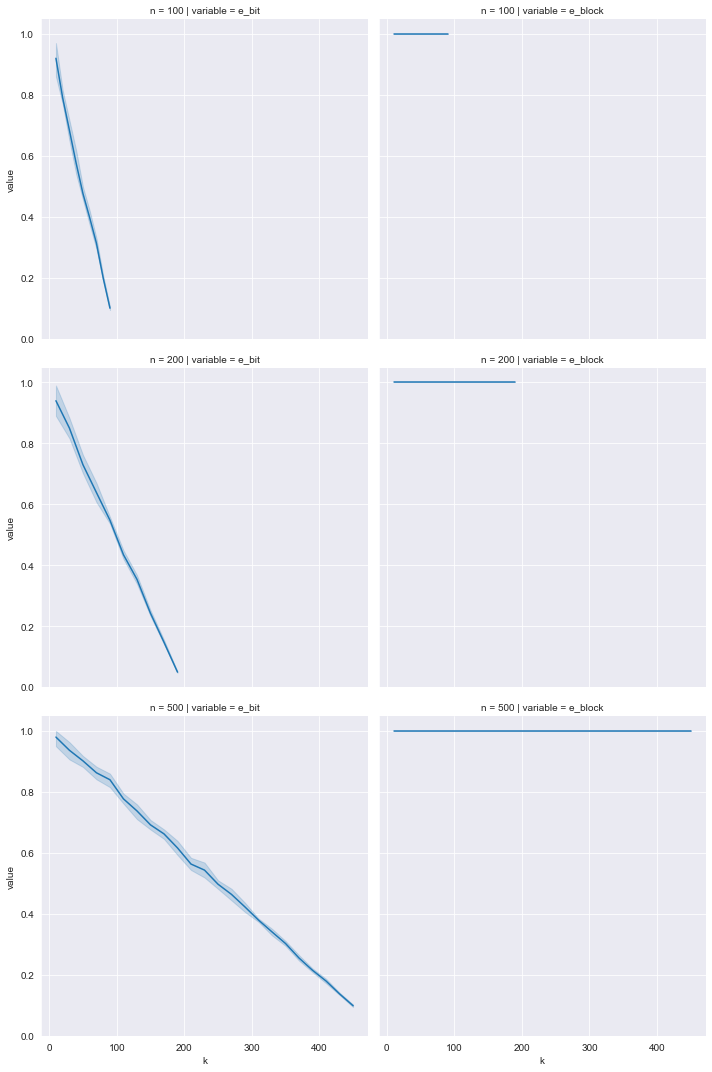 n = 100 | variable = e_bit
n = 100 | variable = e_block
1.0
0.8
0.6
0.4
0.2
0.0
value
n = 200 | variable = e_bit
n = 200 | variable = e_block
1.0
0.8
0.6
0.4
0.2
0.0
value
n = 500 | variable = e_bit
n = 500 | variable = e_block
1.0
0.8
0.6
0.4
0.2
0.0
value
0 100 200 300 400
0 100 200 300 400
k
k